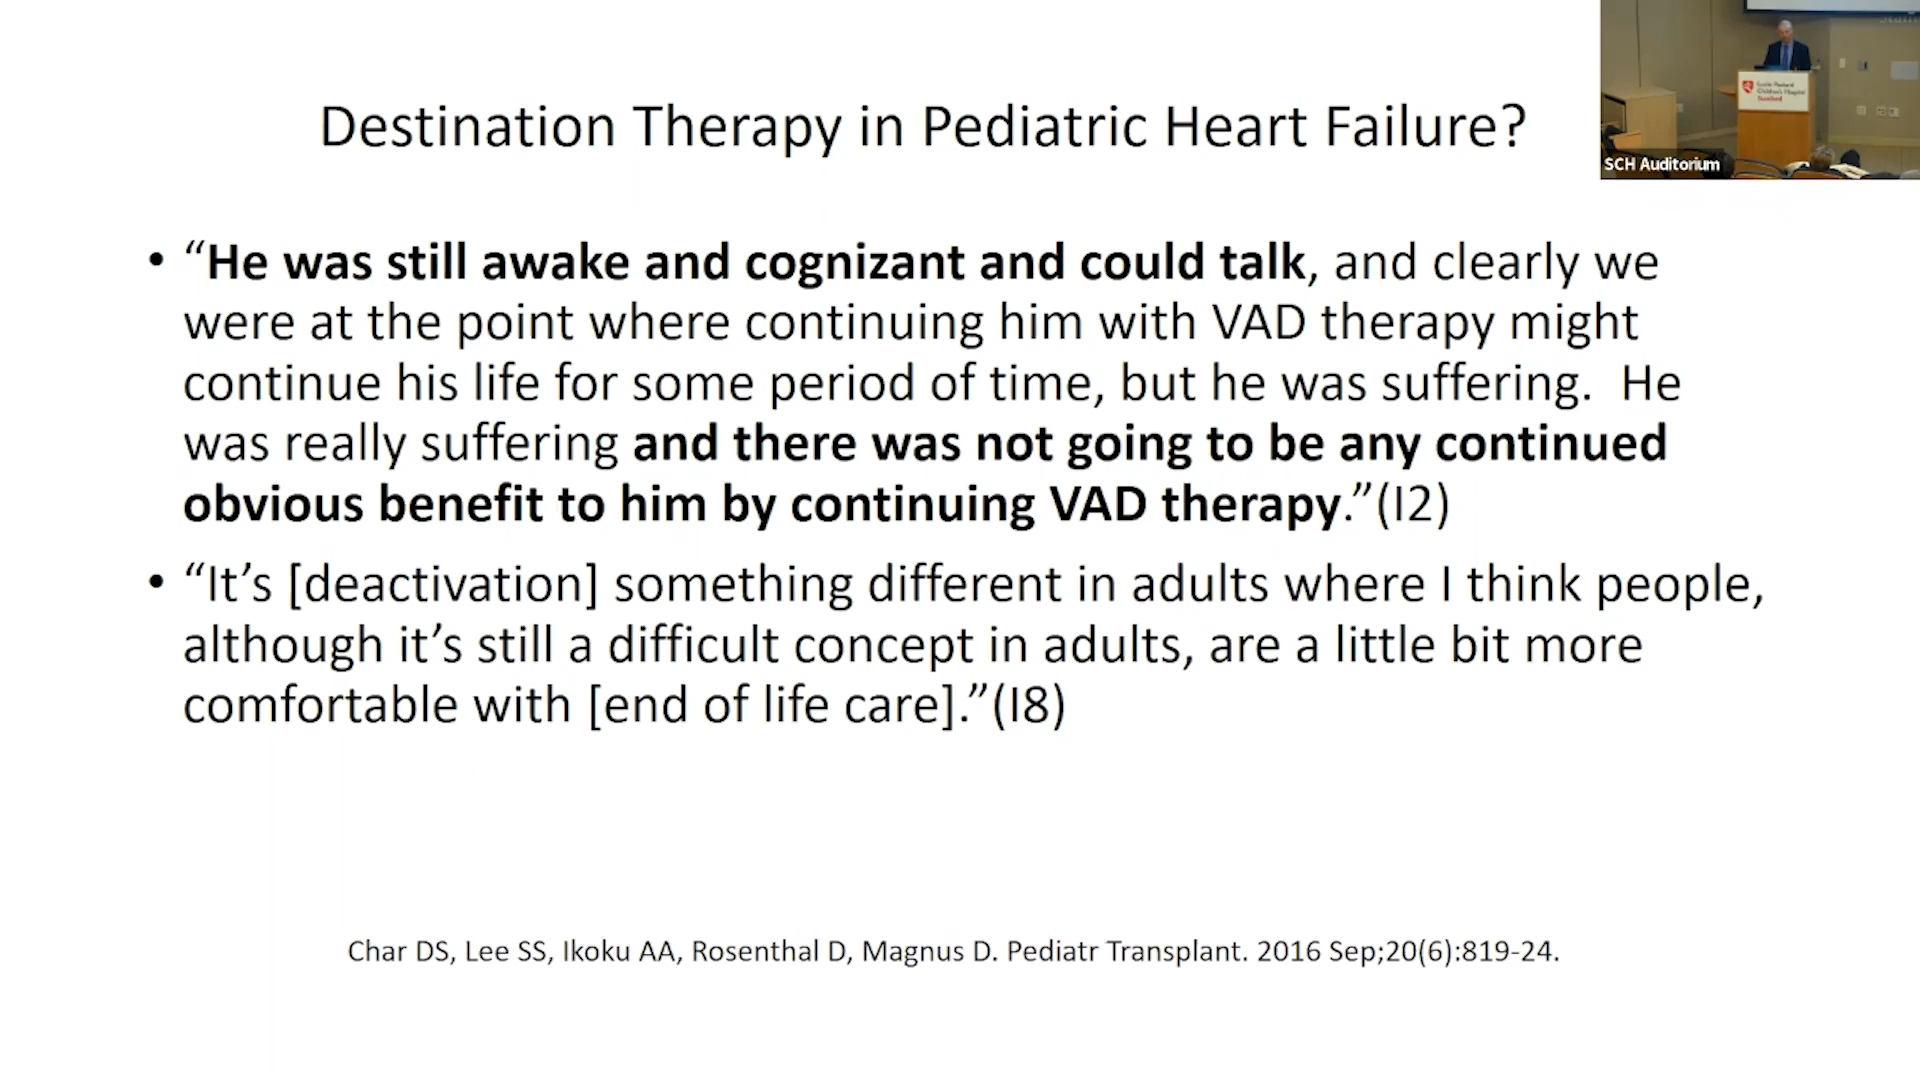 Destination Therapy in Pediatric Heart Failure?
SCH Auditorium
Lucile Packard
Children's Hospital
Stanford
• “He was still awake and cognizant and could talk, and clearly we
were at the point where continuing him with VAD therapy might
continue his life for some period of time, but he was suffering.  He
was really suffering and there was not going to be any continued
obvious benefit to him by continuing VAD therapy.”(I2)
• “It’s [deactivation] something different in adults where I think people,
although it’s still a difficult concept in adults, are a little bit more
comfortable with [end of life care].”(I8)
Char DS, Lee SS, Ikoku AA, Rosenthal D, Magnus D. Pediatr Transplant. 2016 Sep;20(6):819-24.